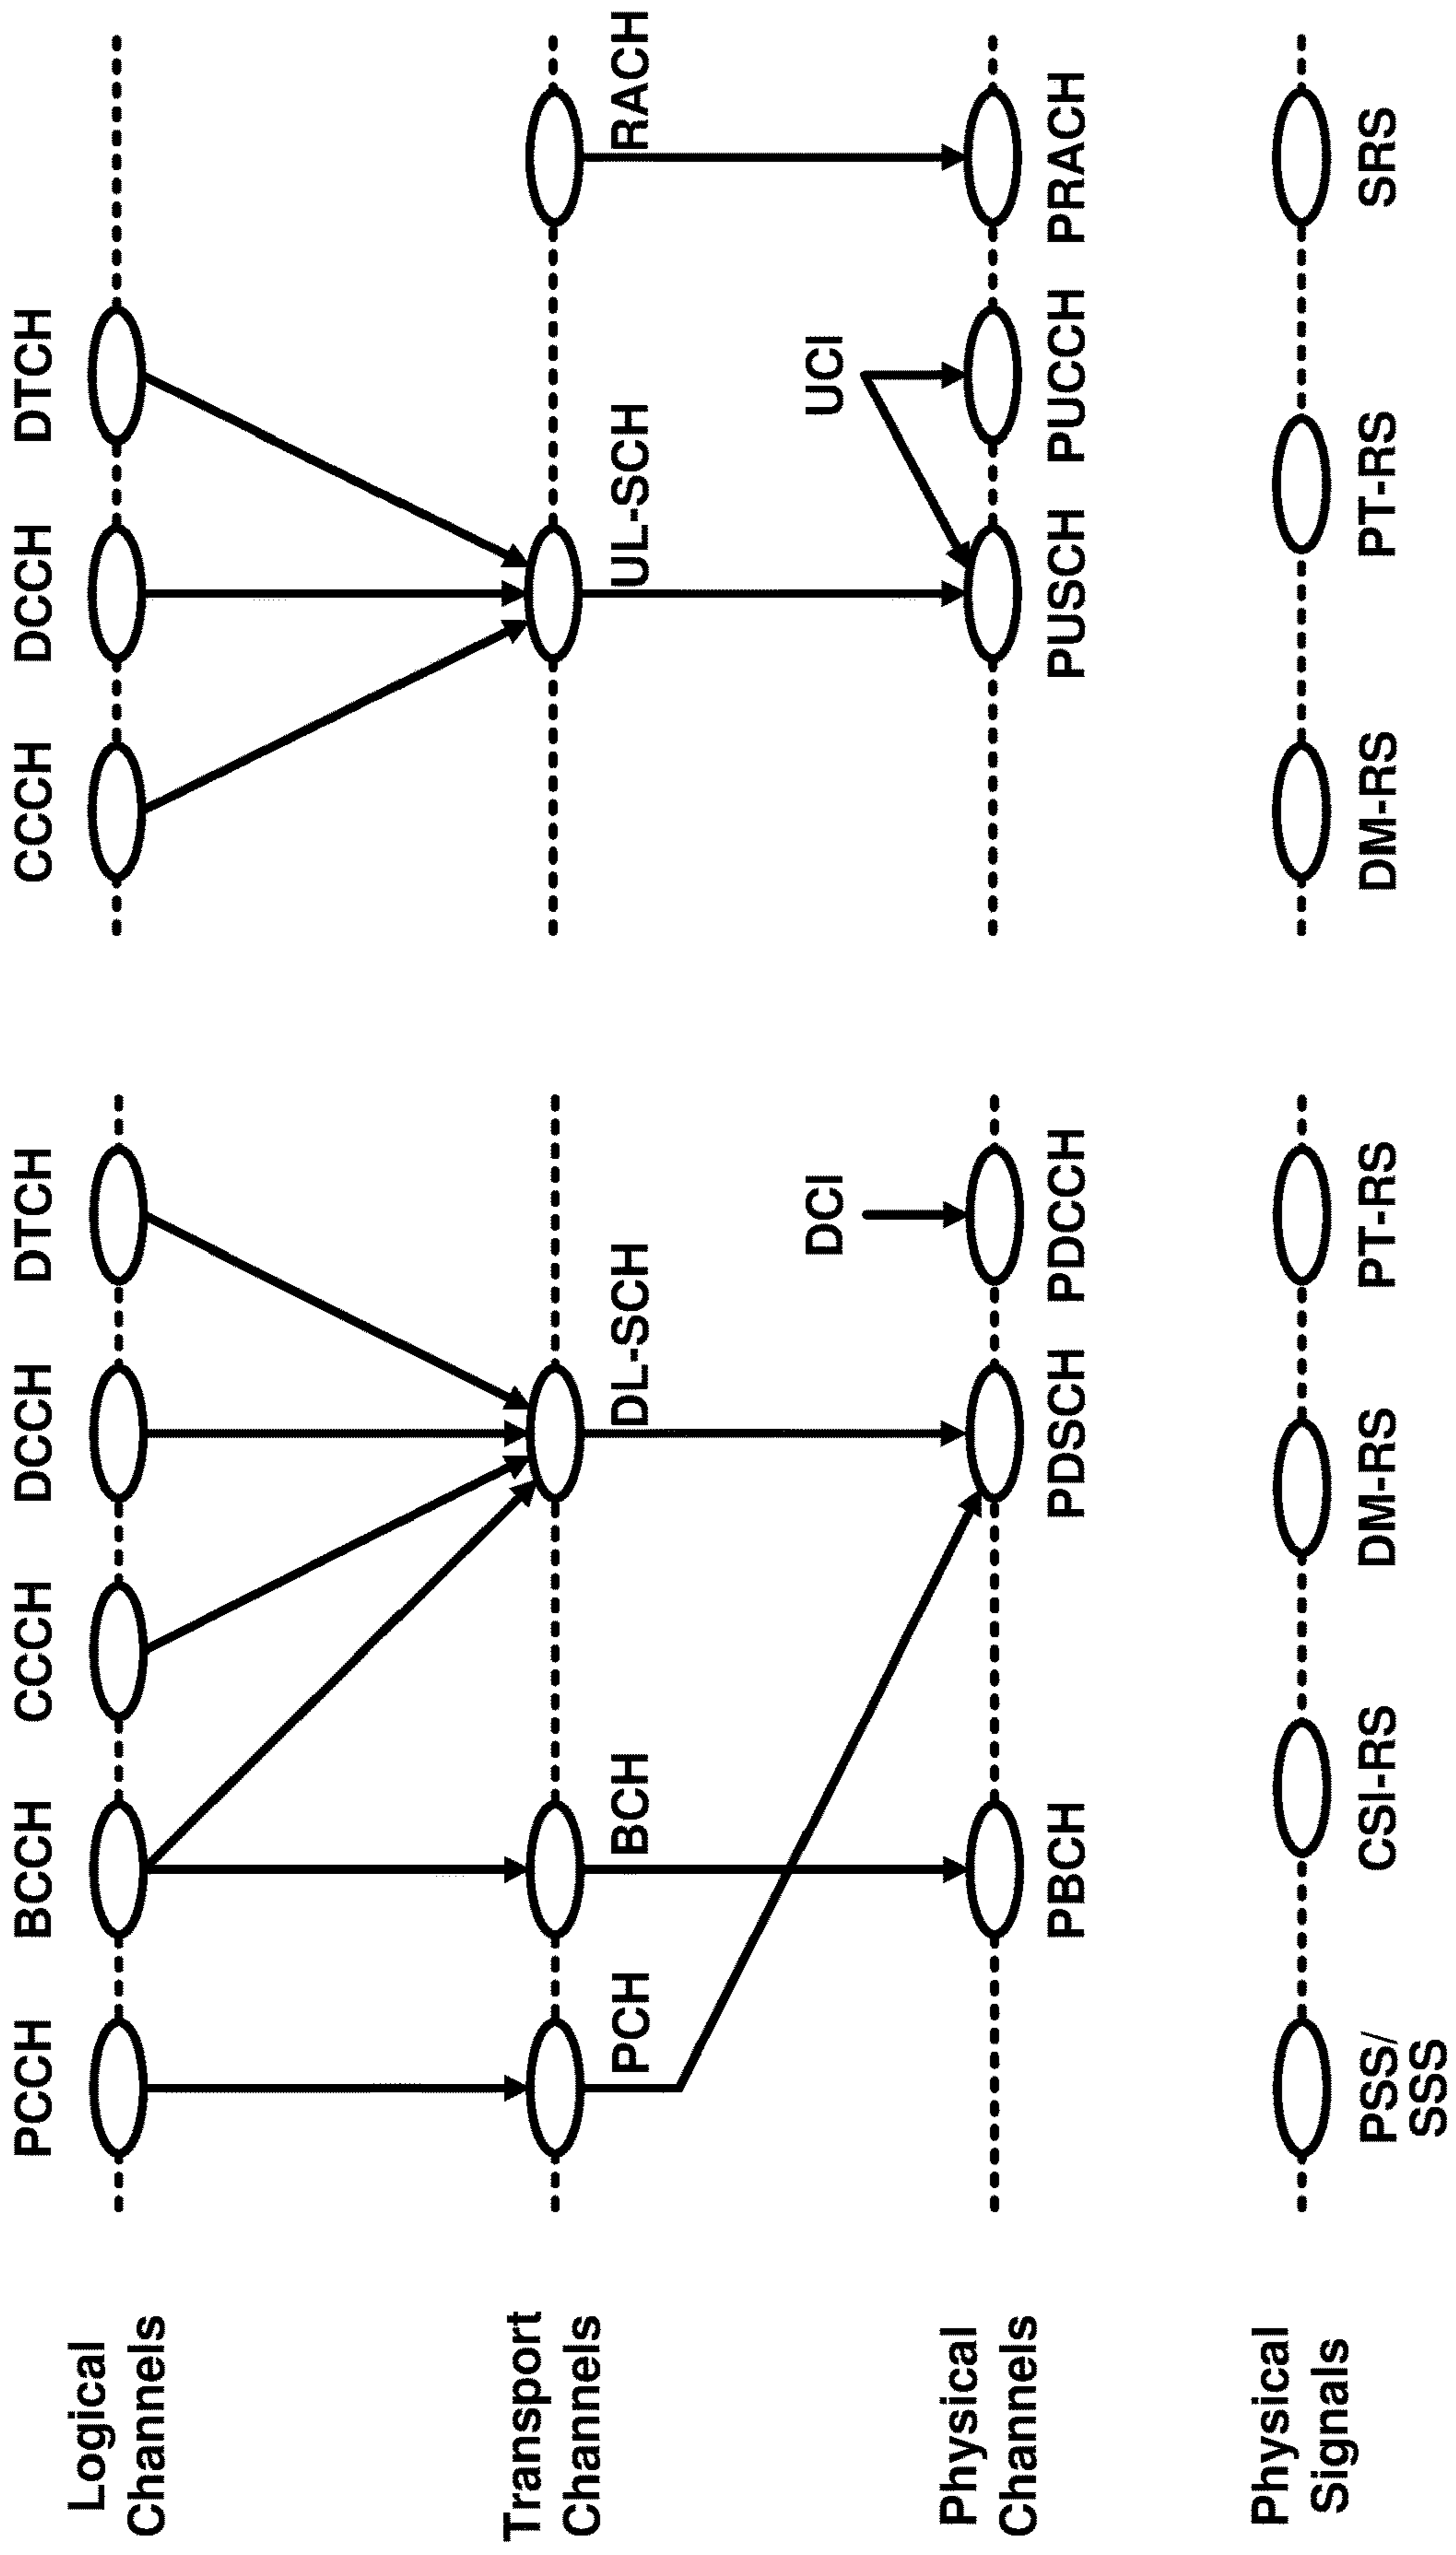 Logical
Channels
PCCH
BCCH
CCCH
DCCH
DTCH
CCCH
DCCH
DTCH
Transport
Channels
PCH
BCH
DL-SCH
UL-SCH
RACH
DCI
UCI
Physical
Channels
PBCH
PDSCH
PDCCH
PUSCH
PUCCH
PRACH
Physical
Signals
PSS/
SSS
CSI-RS
DM-RS
PT-RS
DM-RS
PT-RS
SRS